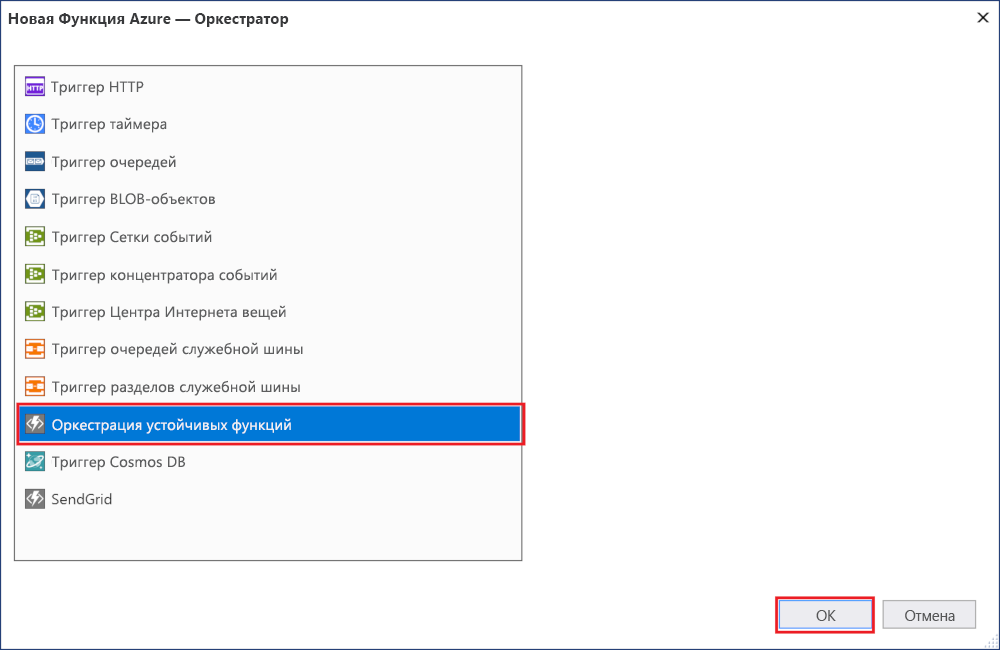 Новая Функция Azure — Оркестратор
HTTP
Триггер HTTP
Триггер таймера
Триггер очередей
Триггер BLOB-объектов
Триггер Сетки событий
Триггер концентратора событий
Триггер Центра Интернета вещей
Триггер очередей служебной шины
Триггер разделов служебной шины
Оркестрация устойчивых функций
Триггер Cosmos DB
SendGrid
ОК
Отмена